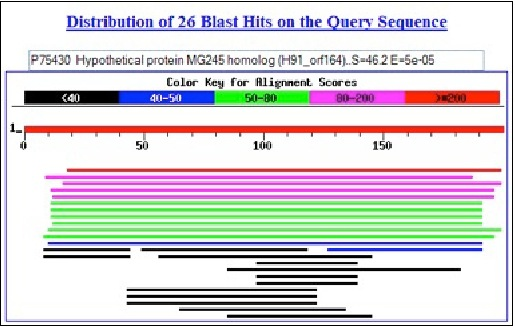 Distribution of 26 Blast Hits on the Query Sequence
P75430 Hypothetical protein MG245 homolog (H91_orf164)..S=46.2 E=5e-05
Color Key for Alignment Scores
<40 40-50 50-80 80-200 >=200
1_
0 50 100 150